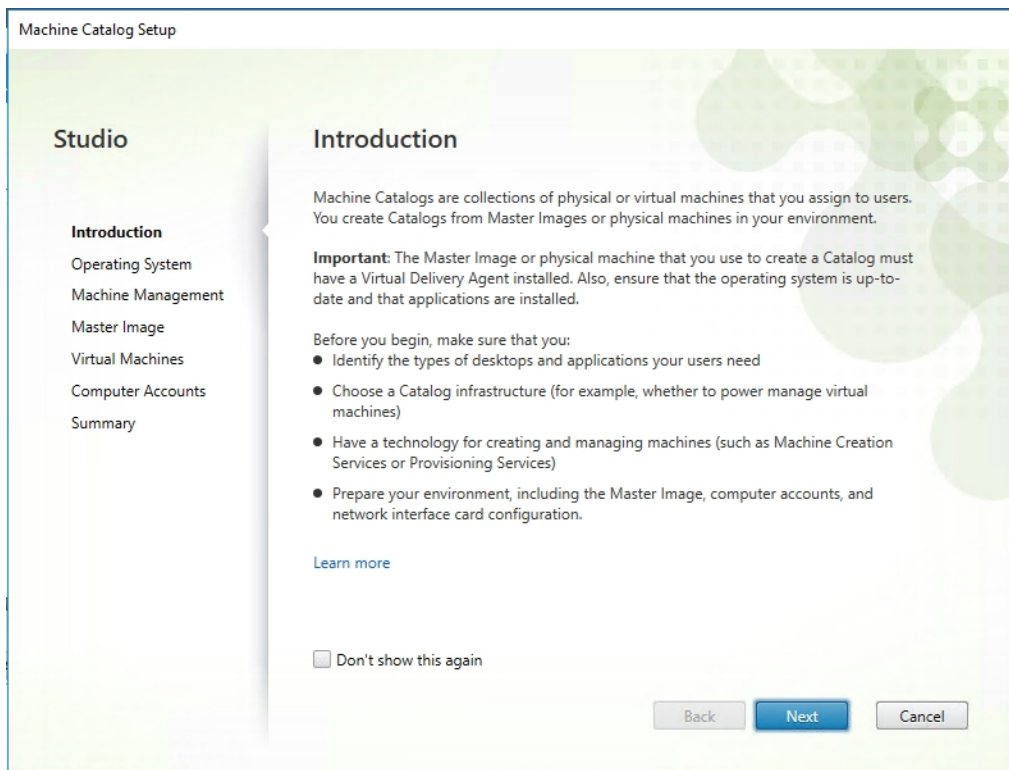 Machine Catalog Setup
Studio
Introduction
Operating System
Machine Management
Master Image
Virtual Machines
Computer Accounts
Summary
Introduction
Machine Catalogs are collections of physical or virtual machines that you assign to users.
You create Catalogs from Master Images or physical machines in your environment.
Important: The Master Image or physical machine that you use to create a Catalog must
have a Virtual Delivery Agent installed. Also, ensure that the operating system is up-to-
date and that applications are installed.
Before you begin, make sure that you:
● Identify the types of desktops and applications your users need
● Choose a Catalog infrastructure (for example, whether to power manage virtual
machines)
● Have a technology for creating and managing machines (such as Machine Creation
Services or Provisioning Services)
● Prepare your environment, including the Master Image, computer accounts, and
network interface card configuration.
Learn more
Don't show this again
Back
Next
Cancel